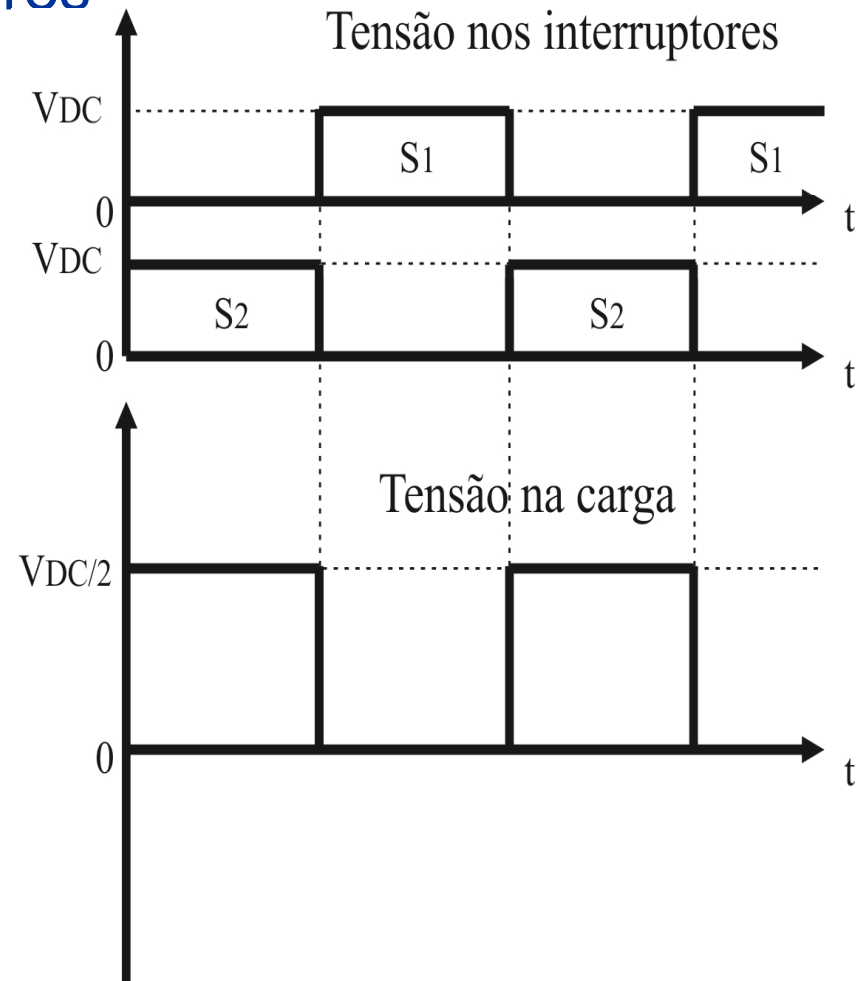 Tensão nos interruptores
VDC
S1
S1
0
t
VDC
S2
S2
0
t
Tensão na carga
VDC/2
0
t